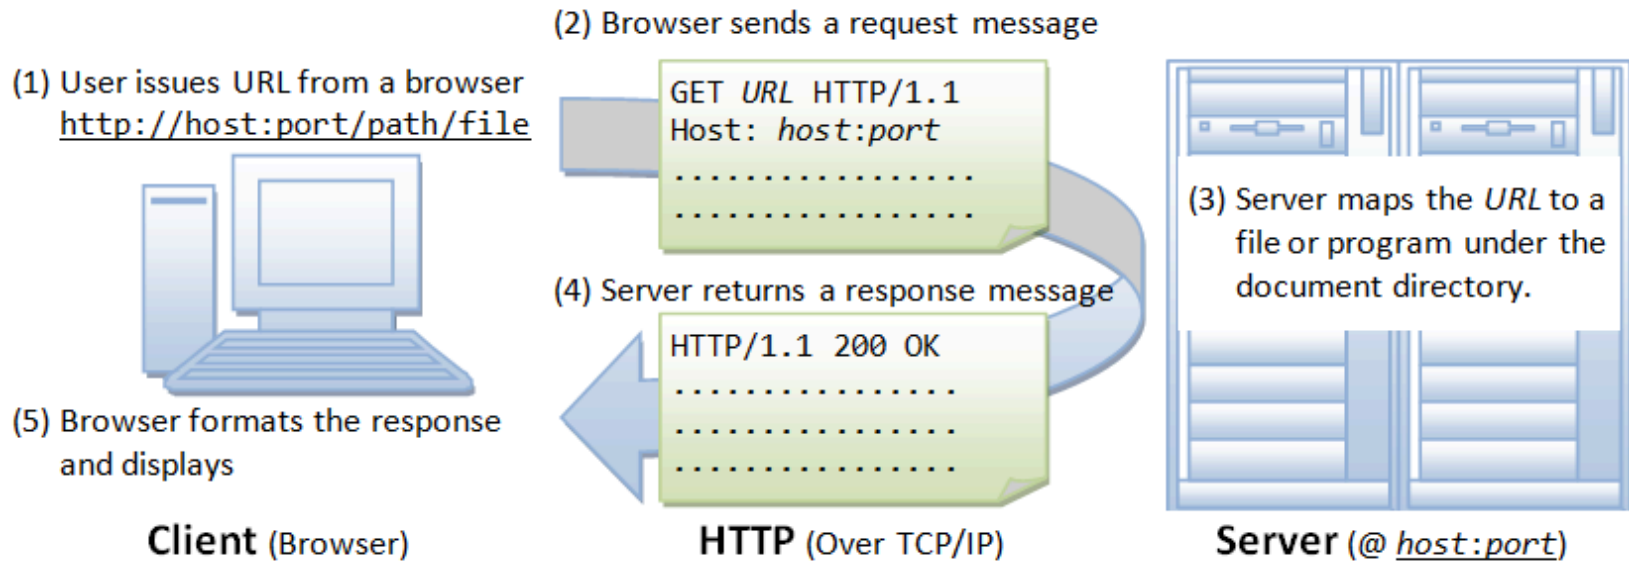 (1) User issues URL from a browser
http://host:port/path/file
(2) Browser sends a request message
GET URL HTTP/1.1
Host: host:port
.................
.................
(3) Server maps the URL to a
file or program under the
document directory.
(4) Server returns a response message
HTTP/1.1 200 OK
................
................
................
(5) Browser formats the response
and displays
Client (Browser)
HTTP (Over TCP/IP)
Server (@ host:port)